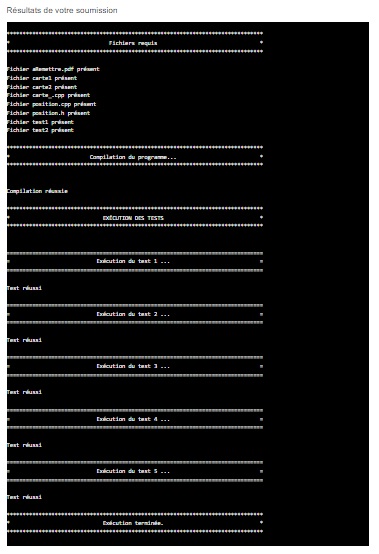 Résultats de votre soumission
******************************************************************
* Fichiers requis *
******************************************************************
Fichier aRemettre.pdf présent
Fichier carte1 présent
Fichier carte2 présent
Fichier carte_.cpp présent
Fichier position.cpp présent
Fichier position.h présent
Fichier test1 présent
Fichier test2 présent
******************************************************************
* Compilation du programme... *
******************************************************************
Compilation réussie
******************************************************************
* EXÉCUTION DES TESTS *
******************************************************************
==================================================================
= Exécution du test 1 ... =
==================================================================
Test réussi
==================================================================
= Exécution du test 2 ... =
==================================================================
Test réussi
==================================================================
= Exécution du test 3 ... =
==================================================================
Test réussi
==================================================================
= Exécution du test 4 ... =
==================================================================
Test réussi
==================================================================
= Exécution du test 5 ... =
==================================================================
Test réussi
******************************************************************
* Exécution terminée. *
******************************************************************